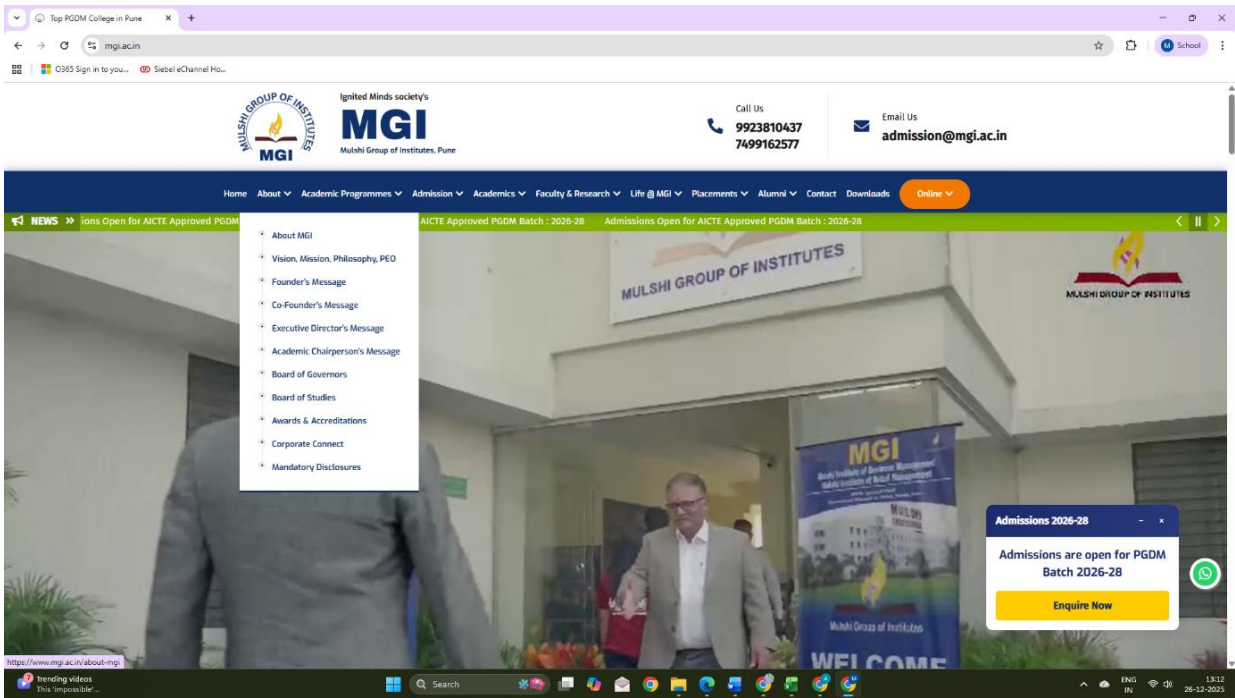 Top PGDM College in Pune
mgi.ac.in
M School
O365 Sign in to you...
Siebel eChannel Ho...
MULSHI GROUP OF INSTITUTES
MGI
Ignited Minds society's
MGI
Mulshi Group of Institutes, Pune
Call Us
9923810437
7499162577
Email Us
admission@mgi.ac.in
Home About Academic Programmes Admission Academics Faculty & Research Life @ MGI Placements Alumni Contact Downloads Online
NEWS ions Open for AICTE Approved PGDM AICTE Approved PGDM Batch : 2026-28 Admissions Open for AICTE Approved PGDM Batch : 2026-28
About MGI
Vision, Mission, Philosophy, PEO
Founder's Message
Co-Founder's Message
Executive Director's Message
Academic Chairperson's Message
Board of Governors
Board of Studies
Awards & Accreditations
Corporate Connect
Mandatory Disclosures
MULSHI GROUP OF INSTITUTES
MULSHI GROUP OF INSTITUTES
MGI
Mulshi Group of Institutes
WELCOME
Admissions 2026-28
Admissions are open for PGDM
Batch 2026-28
Enquire Now
https://www.mgi.ac.in/about-mgi
Trending videos
This 'impossible'...
Search
ENG
IN
13:12
26-12-2025